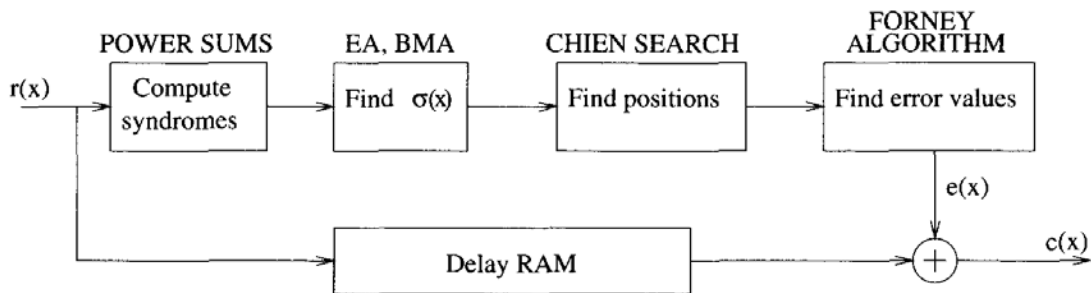 FORNEY
POWER SUMS EA, BMA CHIEN SEARCH ALGORITHM
r(x)
Compute
syndromes
Find σ(x)
Find positions
Find error values
e(x)
Delay RAM
+
c(x)